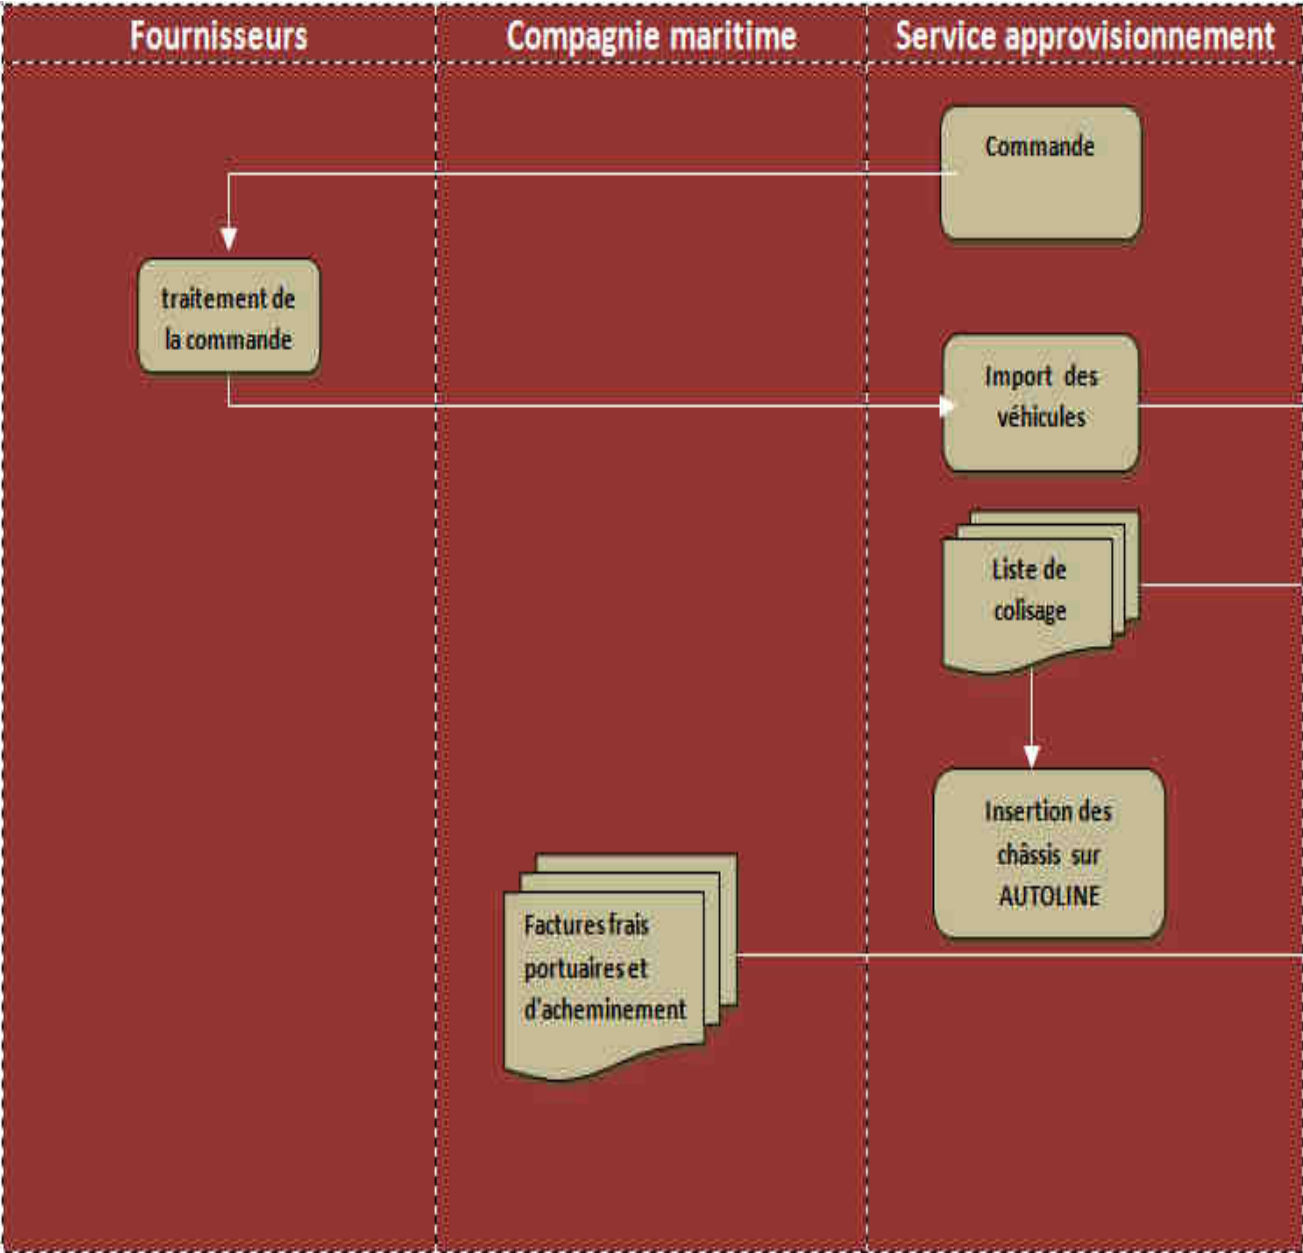 Fournisseurs
Compagnie maritime
Service approvisionnement
Commande
traitement de
la commande
Import des
véhicules
Liste de
colisage
Insertion des
châssis sur
AUTOLINE
Factures frais
portuaires et
d'acheminement